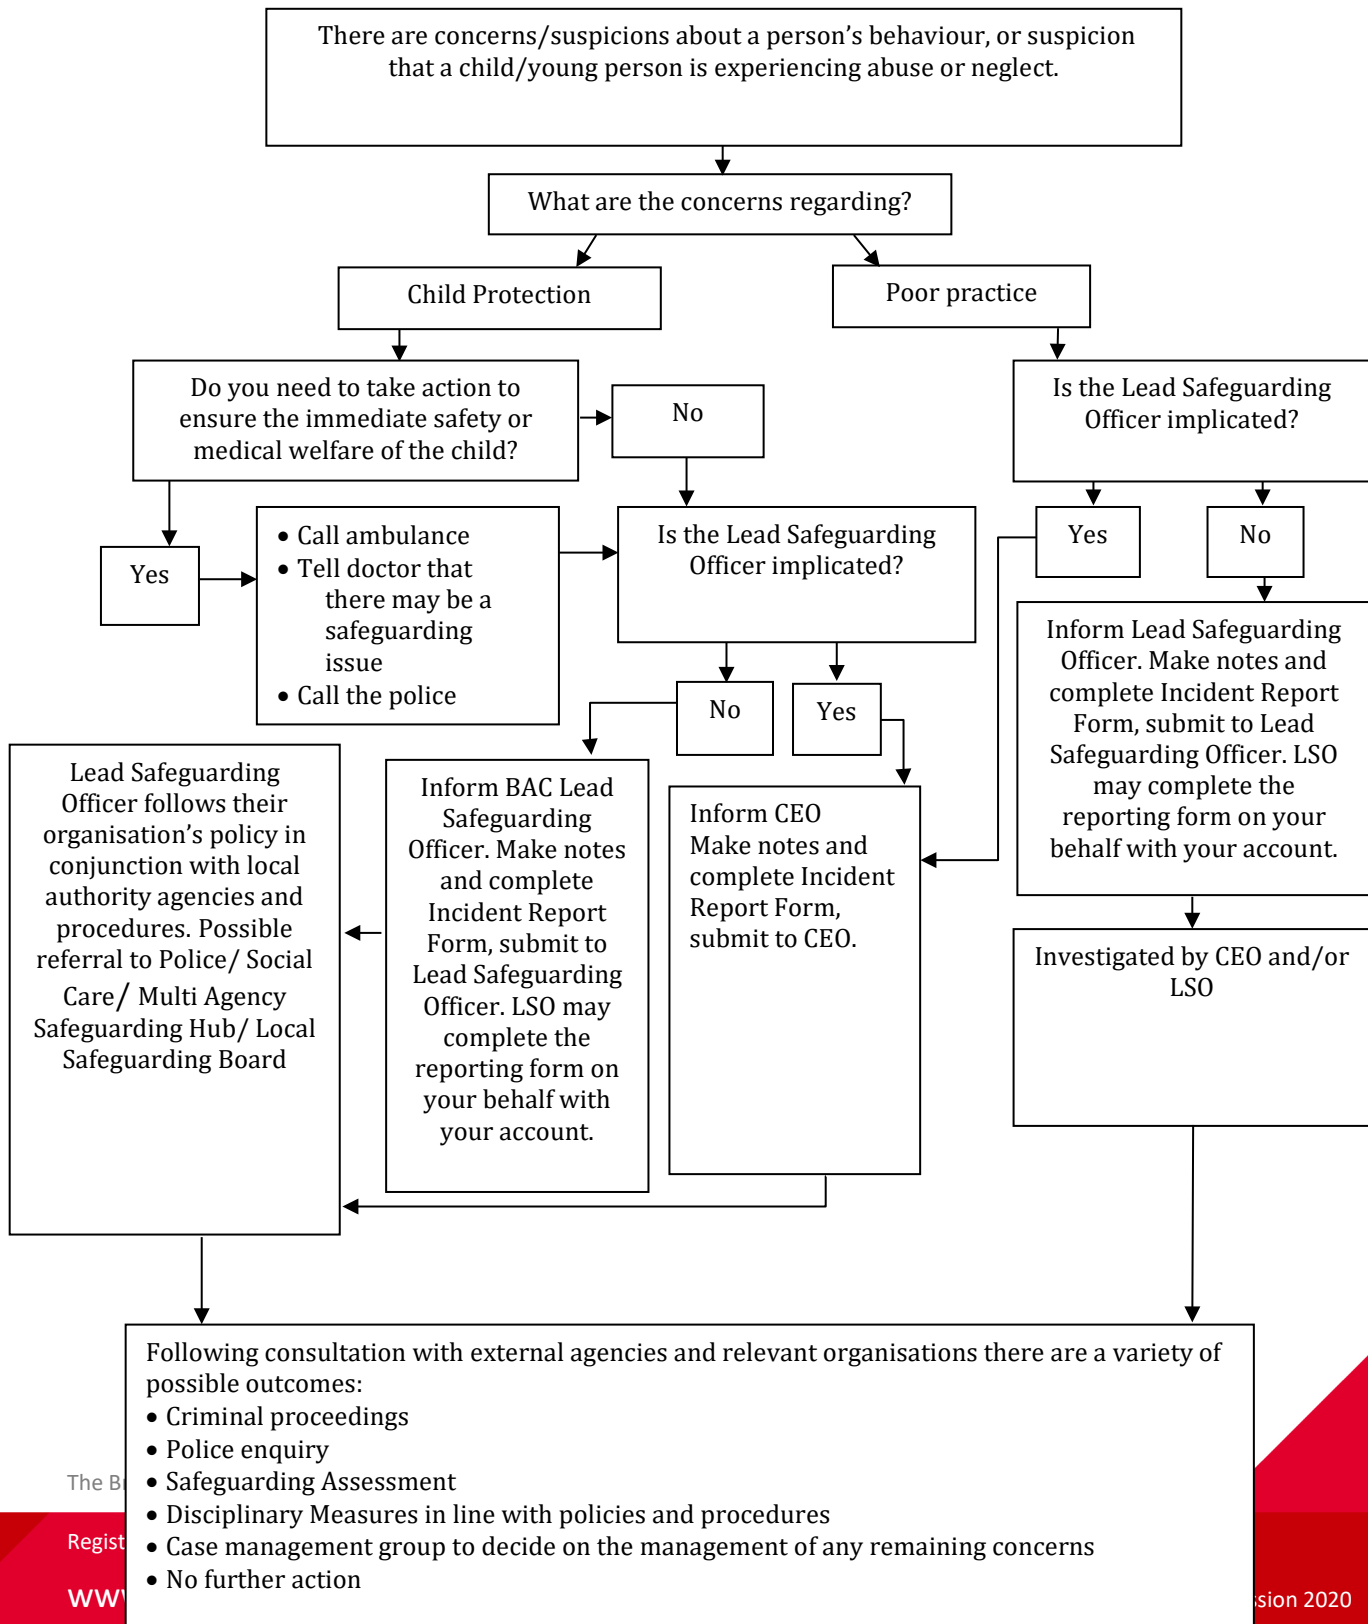 There are concerns/suspicions about a person’s behaviour, or suspicion
that a child/young person is experiencing abuse or neglect.
What are the concerns regarding?
Child Protection
Poor practice
Do you need to take action to
ensure the immediate safety or
medical welfare of the child?
No
Is the Lead Safeguarding
Officer implicated?
Yes
• Call ambulance
• Tell doctor that
there may be a
safeguarding
issue
• Call the police
Is the Lead Safeguarding
Officer implicated?
Yes
No
No
Yes
Inform Lead Safeguarding
Officer. Make notes and
complete Incident Report
Form, submit to Lead
Safeguarding Officer. LSO
may complete the
reporting form on your
behalf with your account.
Lead Safeguarding
Officer follows their
organisation’s policy in
conjunction with local
authority agencies and
procedures. Possible
referral to Police/ Social
Care/ Multi Agency
Safeguarding Hub/ Local
Safeguarding Board
Inform BAC Lead
Safeguarding
Officer. Make notes
and complete
Incident Report
Form, submit to
Lead Safeguarding
Officer. LSO may
complete the
reporting form on
your behalf with
your account.
Inform CEO
Make notes and
complete Incident
Report Form,
submit to CEO.
Investigated by CEO and/or
LSO
Following consultation with external agencies and relevant organisations there are a variety of
possible outcomes:
• Criminal proceedings
• Police enquiry
• Safeguarding Assessment
• Disciplinary Measures in line with policies and procedures
• Case management group to decide on the management of any remaining concerns
• No further action
The
2020